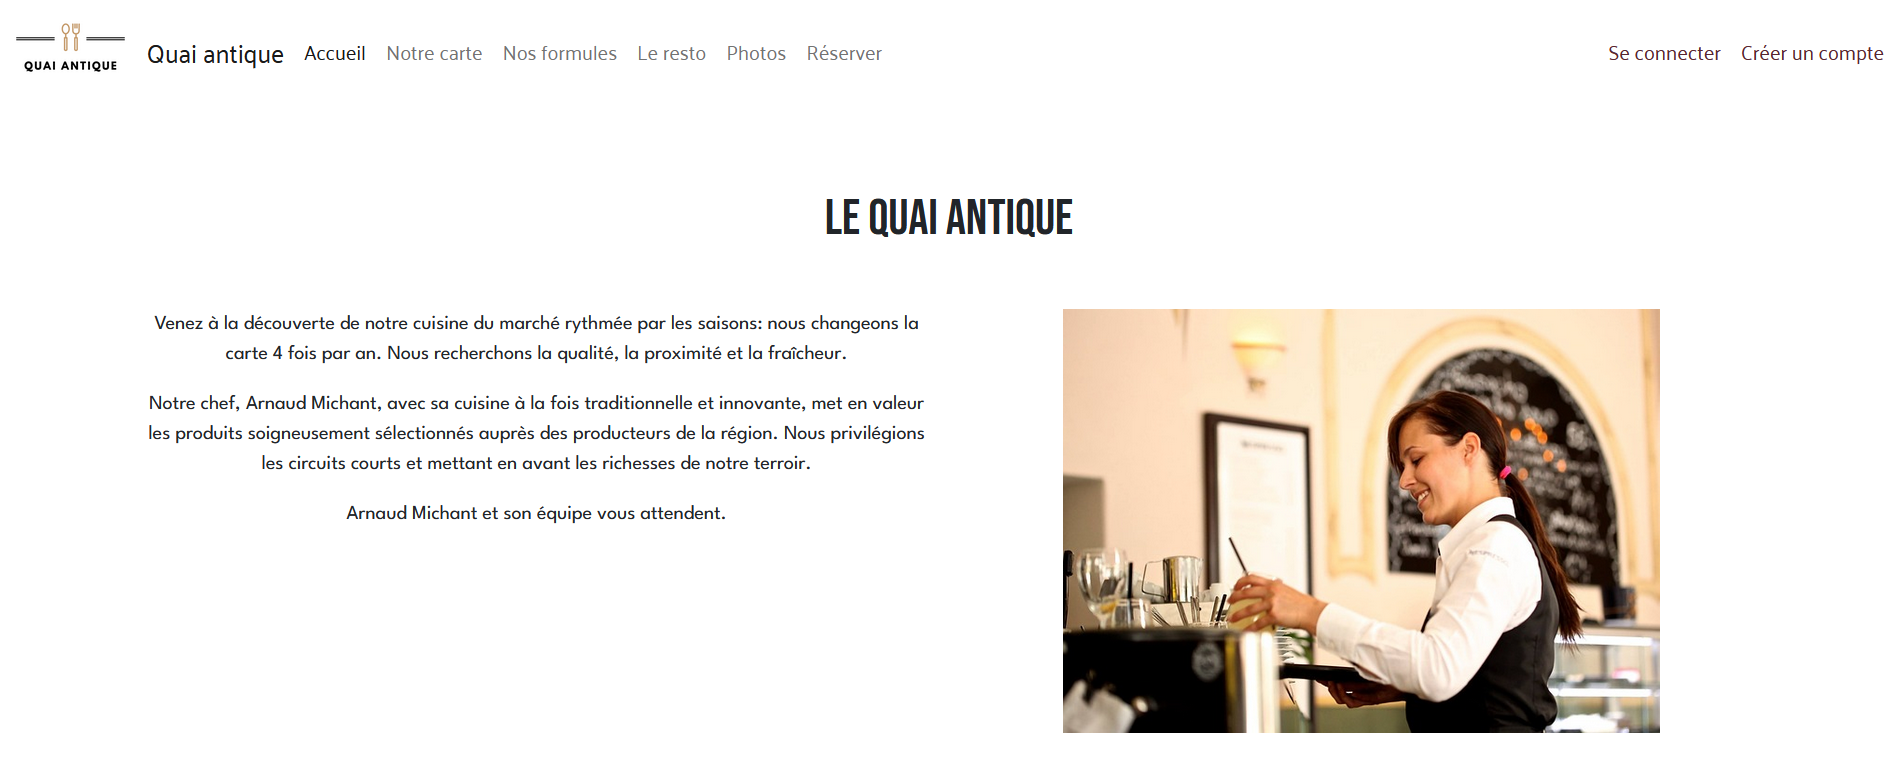 QUAI ANTIQUE
Quai antique Accueil Notre carte Nos formules Le resto Photos Réserver Se connecter Créer un compte
LE QUAI ANTIQUE
Venez à la découverte de notre cuisine du marché rythmée par les saisons: nous changeons la
carte 4 fois par an. Nous recherchons la qualité, la proximité et la fraîcheur.
Notre chef, Arnaud Michant, avec sa cuisine à la fois traditionnelle et innovante, met en valeur
les produits soigneusement sélectionnés auprès des producteurs de la région. Nous privilégions
les circuits courts et mettant en avant les richesses de notre terroir.
Arnaud Michant et son équipe vous attendent.